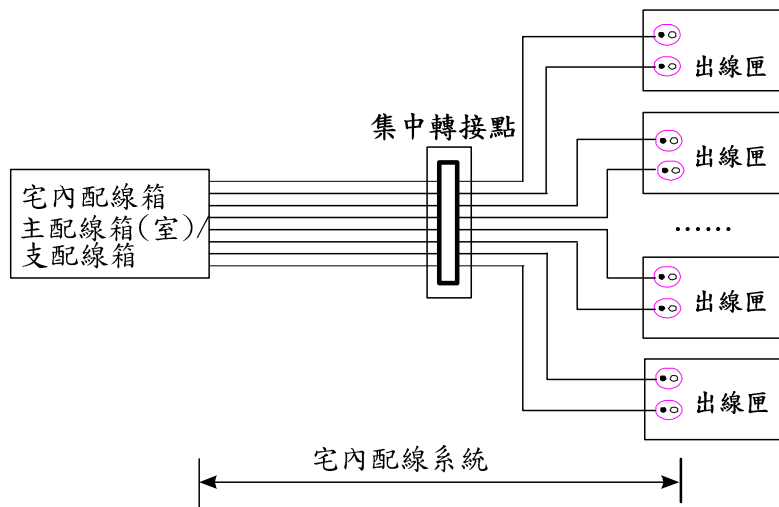 出線匣
集中轉接點
出線匣
宅內配線箱
主配線箱(室)/
支配線箱
......
出線匣
出線匣
宅內配線系統